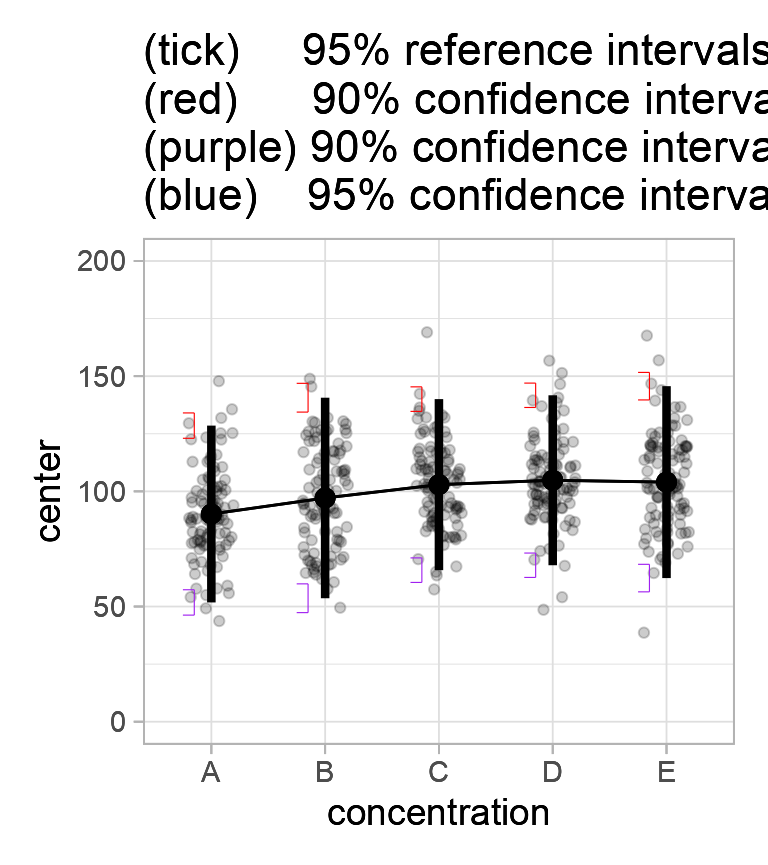 (tick) 95% reference intervals
(red) 90% confidence interva
(purple) 90% confidence interva
(blue) 95% confidence interva
200
150
100
50
0
center
A B C D E
concentration